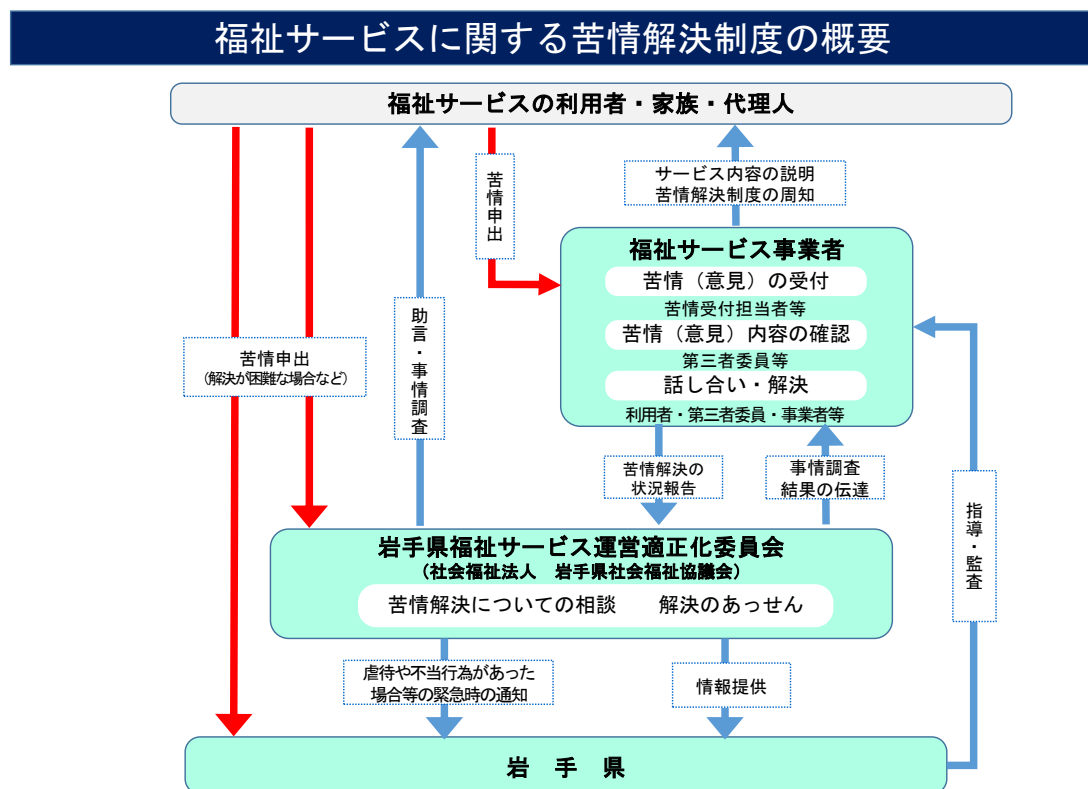 福祉サービスに関する苦情解決制度の概要
福祉サービスの利用者・家族・代理人
苦情申出
サービス内容の説明
苦情解決制度の周知
福祉サービス事業者
苦情（意見）の受付
苦情受付担当者等
苦情（意見）内容の確認
第三者委員等
話し合い・解決
利用者・第三者委員・事業者等
助言・事情調査
苦情申出
（解決が困難な場合など）
苦情解決の
状況報告
事情調査
結果の伝達
指導・監査
岩手県福祉サービス運営適正化委員会
（社会福祉法人　岩手県社会福祉協議会）
苦情解決についての相談　　解決のあっせん
虐待や不当行為があった
場合等の緊急時の通知
情報提供
岩　手　県